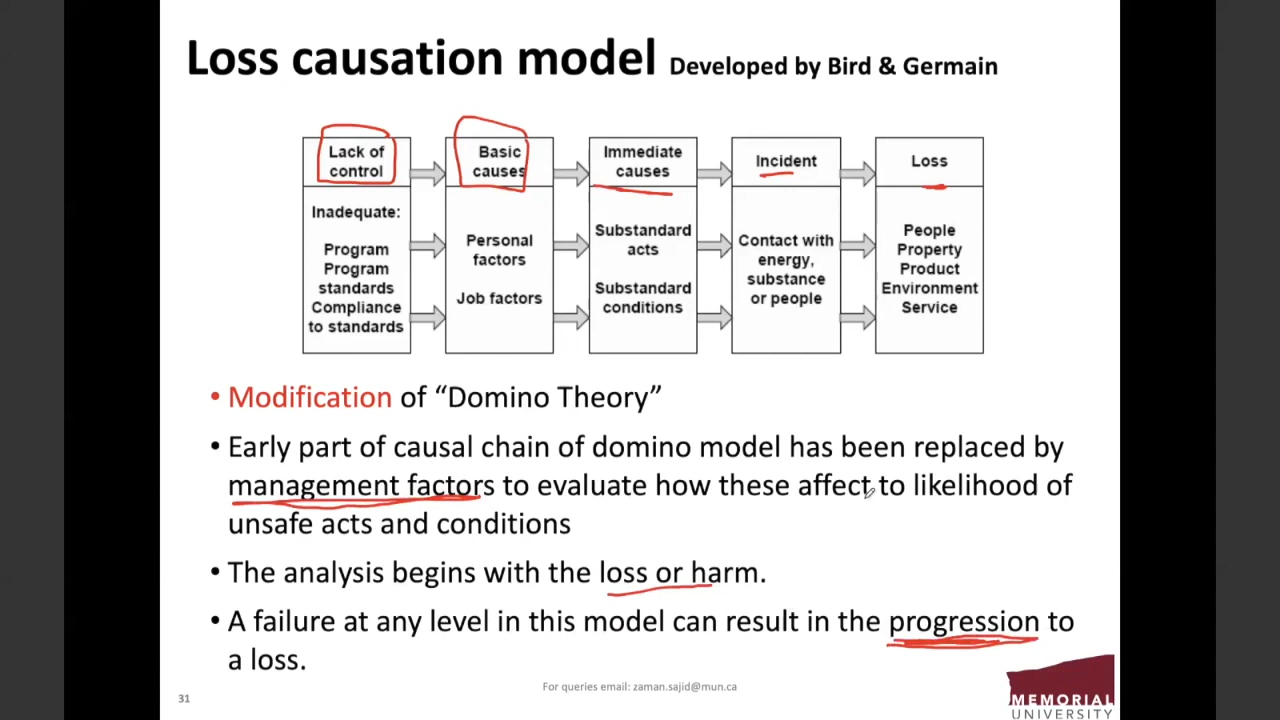 Loss causation model Developed by Bird & Germain
Lack of
control
Inadequate:
Program
Program
standards
Compliance
to standards
Basic
causes
Personal
factors
Job factors
Immediate
causes
Substandard
acts
Substandard
conditions
Incident
Contact with
energy,
substance
or people
Loss
People
Property
Product
Environment
Service
• Modification of “Domino Theory”
• Early part of causal chain of domino model has been replaced by
management factors to evaluate how these affect to likelihood of
unsafe acts and conditions
• The analysis begins with the loss or harm.
• A failure at any level in this model can result in the progression to
a loss.
31
For queries email: zaman.sajid@mun.ca
MEMORIAL
UNIVERSITY